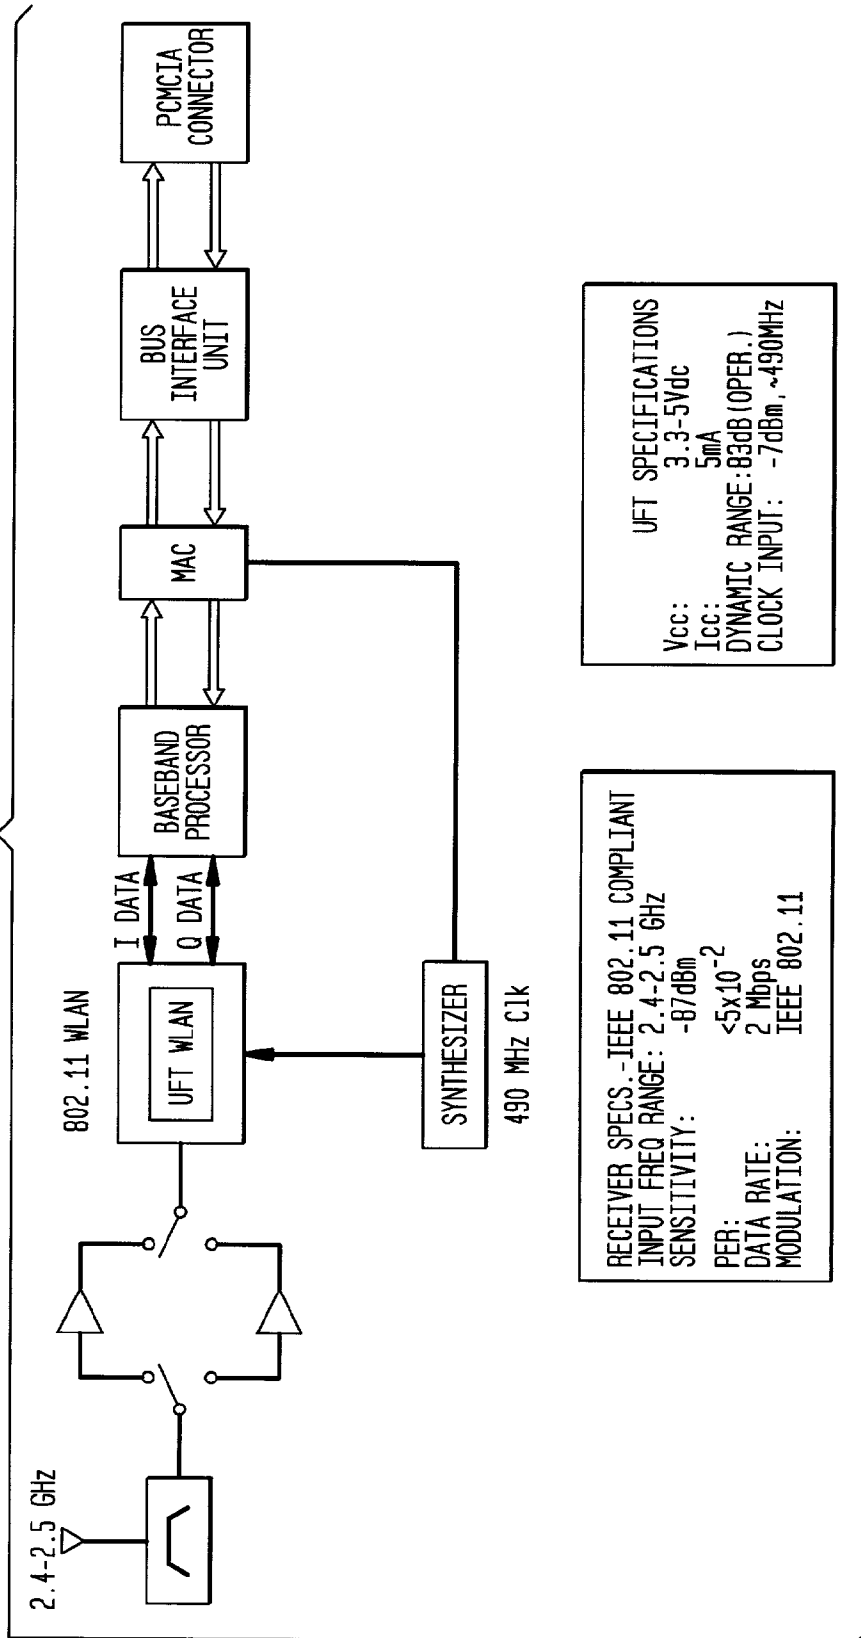 2.4-2.5 GHz
802.11 WLAN
UFT WLAN
I DATA
Q DATA
BASEBAND
PROCESSOR
MAC
BUS
INTERFACE
UNIT
PCMCIA
CONNECTOR
SYNTHESIZER
490 MHz Clk
RECEIVER SPECS.-IEEE 802.11 COMPLIANT
INPUT FREQ RANGE: 2.4-2.5 GHz
SENSITIVITY: -87dBm
PER: <5x10⁻²
DATA RATE: 2 Mbps
MODULATION: IEEE 802.11
UFT SPECIFICATIONS
Vcc: 3.3-5Vdc
Icc: 5mA
DYNAMIC RANGE:83dB(OPER.)
CLOCK INPUT: -7dBm,~490MHz